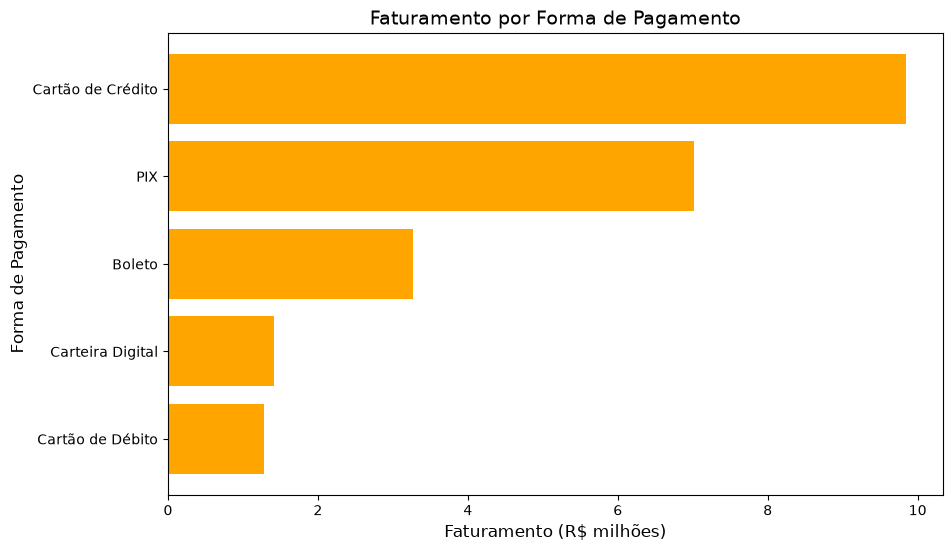 Faturamento por Forma de Pagamento
Forma de Pagamento
Cartão de Crédito
PIX
Boleto
Carteira Digital
Cartão de Débito
0 2 4 6 8 10
Faturamento (R$ milhões)